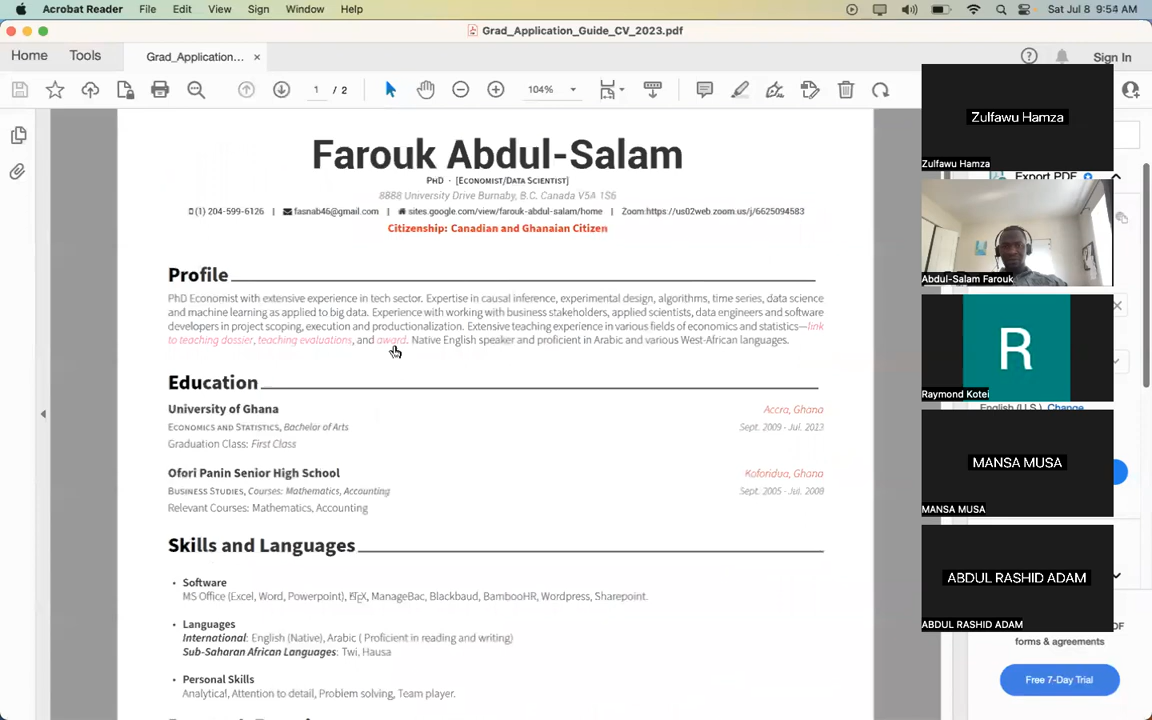 Acrobat Reader File Edit View Sign Window Help Sat Jul 8 9:54 AM
Grad_Application_Guide_CV_2023.pdf
Home Tools Grad_Application... × Sign In
1 / 2 104%
Farouk Abdul-Salam
PhD · [Economist/Data Scientist]
8888 University Drive Burnaby, B.C. Canada V5A 1S6
(1) 204-599-6126 | fasnab46@gmail.com | sites.google.com/view/farouk-abdul-salam/home | Zoom:https://us02web.zoom.us/j/6625094583
Citizenship: Canadian and Ghanaian Citizen
Profile
PhD Economist with extensive experience in tech sector. Expertise in causal inference, experimental design, algorithms, time series, data science
and machine learning as applied to big data. Experience with working with business stakeholders, applied scientists, data engineers and software
developers in project scoping, execution and productionalization. Extensive teaching experience in various fields of economics and statistics—link
to teaching dossier, teaching evaluations, and award. Native English speaker and proficient in Arabic and various West-African languages.
Education
University of Ghana Accra, Ghana
Economics and Statistics, Bachelor of Arts Sept. 2009 - Jul. 2013
Graduation Class: First Class
Ofori Panin Senior High School Koforidua, Ghana
Business Studies, Courses: Mathematics, Accounting Sept. 2005 - Jul. 2008
Relevant Courses: Mathematics, Accounting
Skills and Languages
• Software
MS Office (Excel, Word, Powerpoint), LaTeX, ManageBac, Blackbaud, BambooHR, Wordpress, Sharepoint.
• Languages
International: English (Native), Arabic ( Proficient in reading and writing)
Sub-Saharan African Languages: Twi, Hausa
• Personal Skills
Analytical, Attention to detail, Problem solving, Team player.
Zulfawu Hamza
Zulfawu Hamza
Export PDF
Abdul-Salam Farouk
R
Raymond Kotei
English (U.S.) Change
MANSA MUSA
MANSA MUSA
ABDUL RASHID ADAM
ABDUL RASHID ADAM
forms & agreements
Free 7-Day Trial